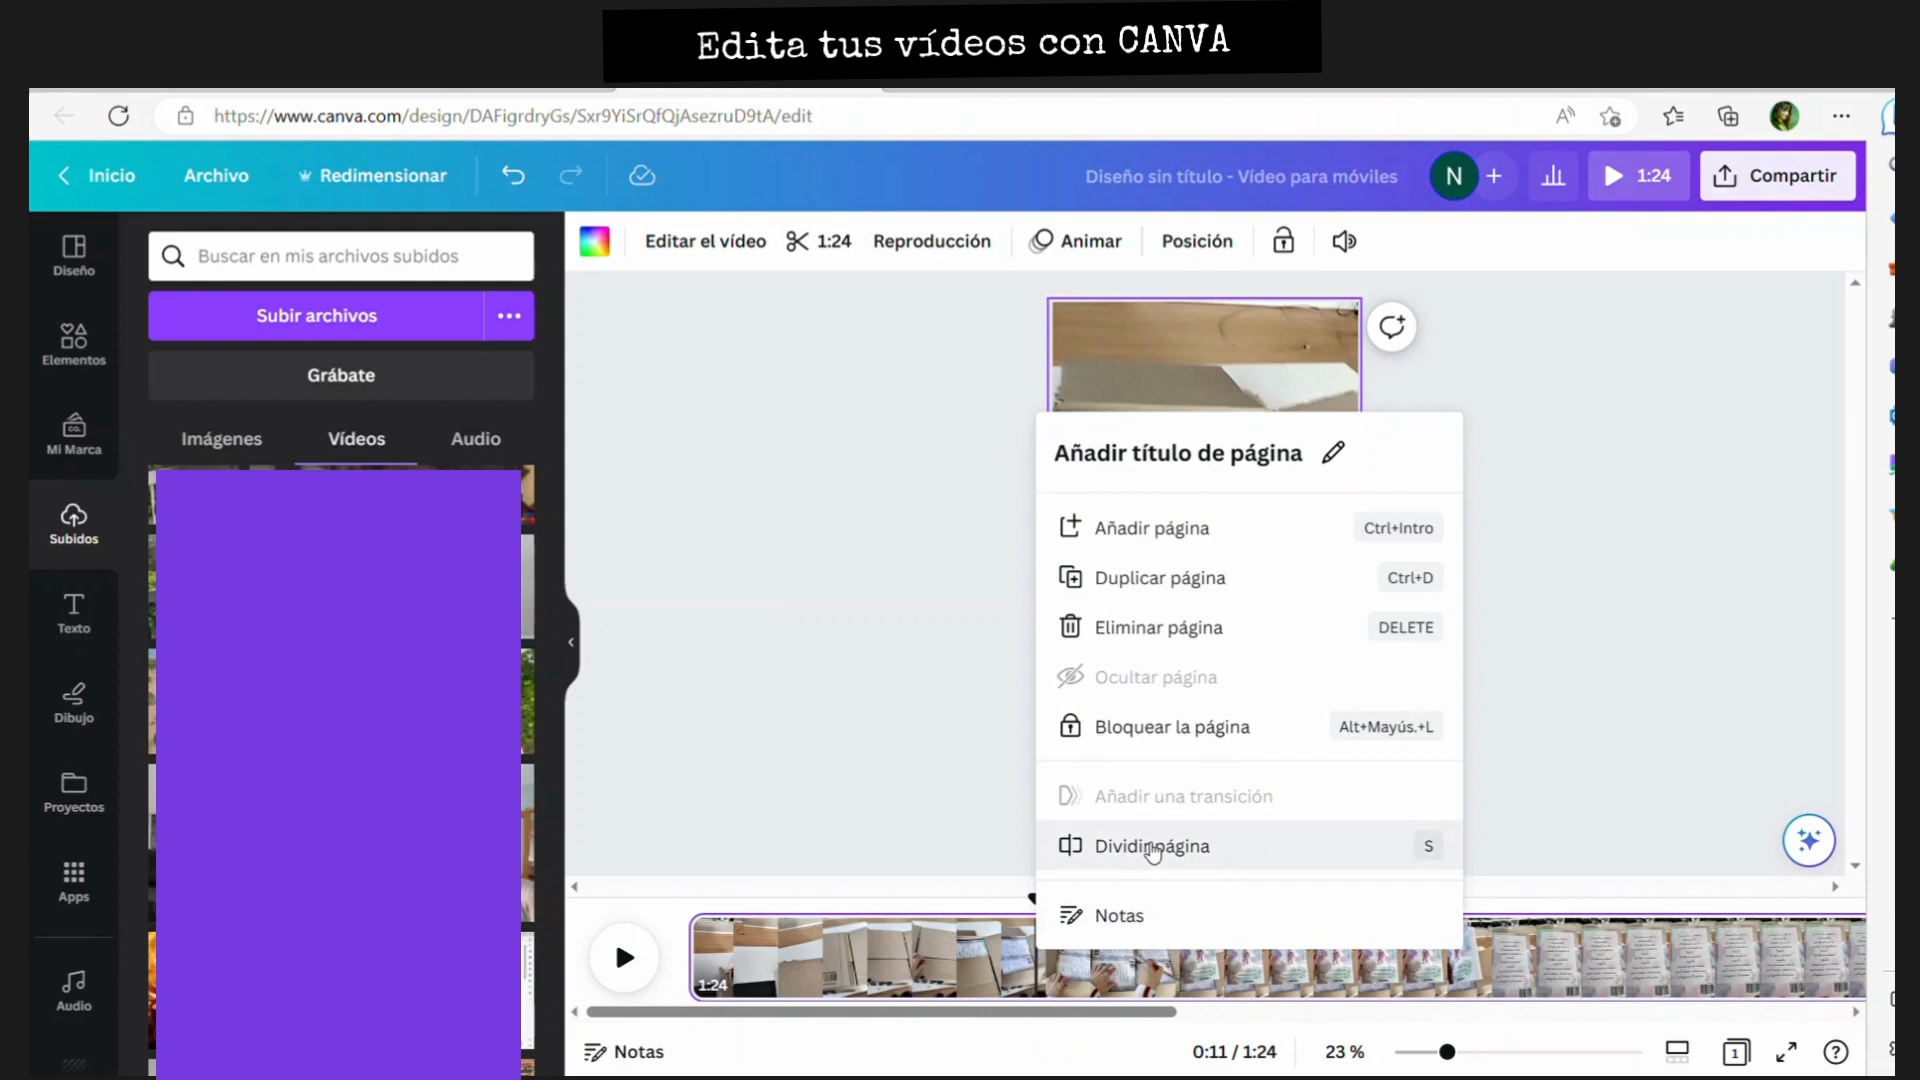 Edita tus vídeos con CANVA
https://www.canva.com/design/DAFigrdryGs/Sxr9YiSrQfQjAsezruD9tA/edit
Inicio
Archivo
Redimensionar
Diseño sin título - Vídeo para móviles
N
1:24
Compartir
Diseño
Elementos
Mi Marca
Subidos
Texto
Dibujo
Proyectos
Apps
Audio
Buscar en mis archivos subidos
Subir archivos
Grábate
Imágenes
Vídeos
Audio
Editar el vídeo
1:24
Reproducción
Animar
Posición
Añadir título de página
Añadir página
Ctrl+Intro
Duplicar página
Ctrl+D
Eliminar página
DELETE
Ocultar página
Bloquear la página
Alt+Mayús.+L
Añadir una transición
Dividir página
S
Notas
1:24
Notas
0:11 / 1:24
23 %
1